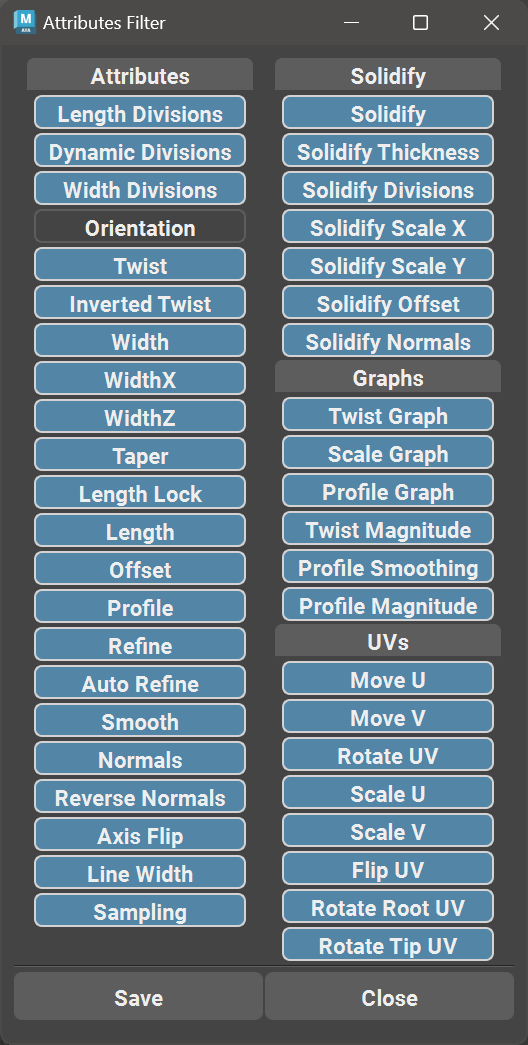 Attributes Filter
Attributes
Length Divisions
Dynamic Divisions
Width Divisions
Orientation
Twist
Inverted Twist
Width
WidthX
WidthZ
Taper
Length Lock
Length
Offset
Profile
Refine
Auto Refine
Smooth
Normals
Reverse Normals
Axis Flip
Line Width
Sampling
Solidify
Solidify
Solidify Thickness
Solidify Divisions
Solidify Scale X
Solidify Scale Y
Solidify Offset
Solidify Normals
Graphs
Twist Graph
Scale Graph
Profile Graph
Twist Magnitude
Profile Smoothing
Profile Magnitude
UVs
Move U
Move V
Rotate UV
Scale U
Scale V
Flip UV
Rotate Root UV
Rotate Tip UV
Save
Close